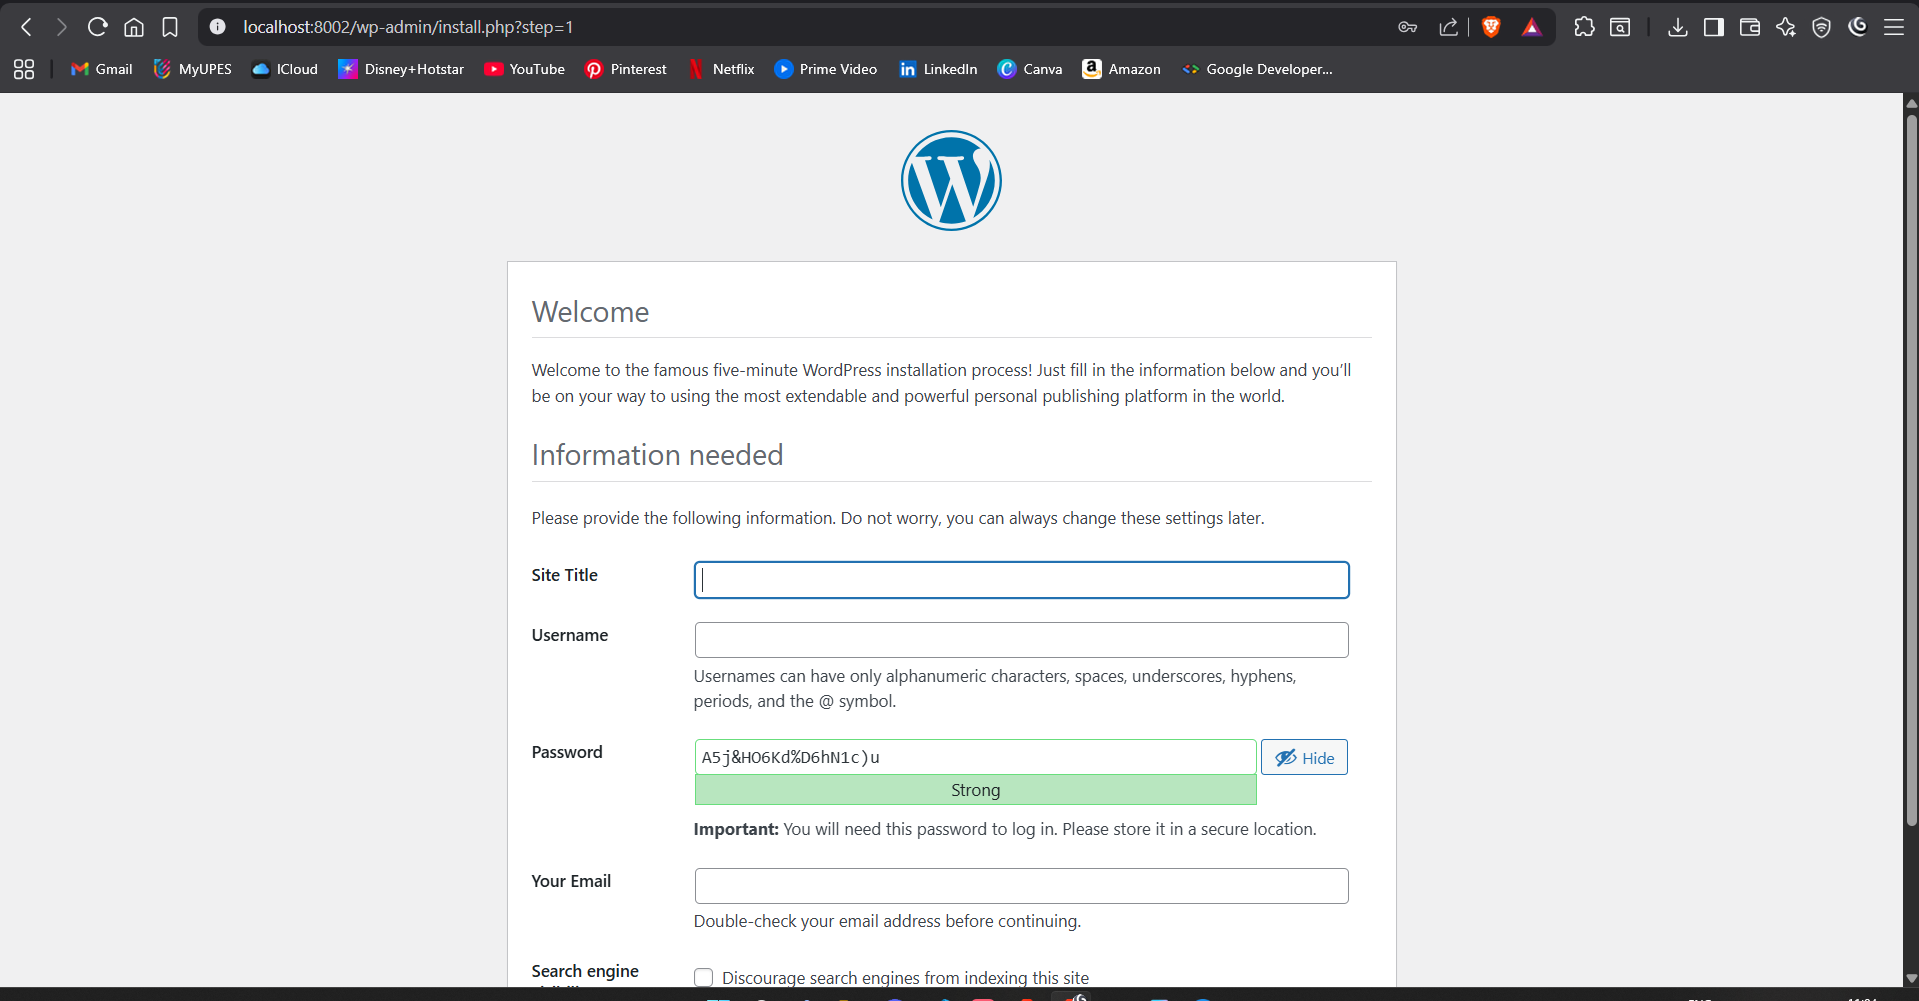 localhost:8002/wp-admin/install.php?step=1
Gmail MyUPES ICloud Disney+Hotstar YouTube Pinterest Netflix Prime Video LinkedIn Canva Amazon Google Developer...
Welcome
Welcome to the famous five-minute WordPress installation process! Just fill in the information below and you’ll
be on your way to using the most extendable and powerful personal publishing platform in the world.
Information needed
Please provide the following information. Do not worry, you can always change these settings later.
Site Title
Username
Usernames can have only alphanumeric characters, spaces, underscores, hyphens,
periods, and the @ symbol.
Password A5j&HO6Kd%D6hN1c)u Hide
Strong
Important: You will need this password to log in. Please store it in a secure location.
Your Email
Double-check your email address before continuing.
Search engine Discourage search engines from indexing this site